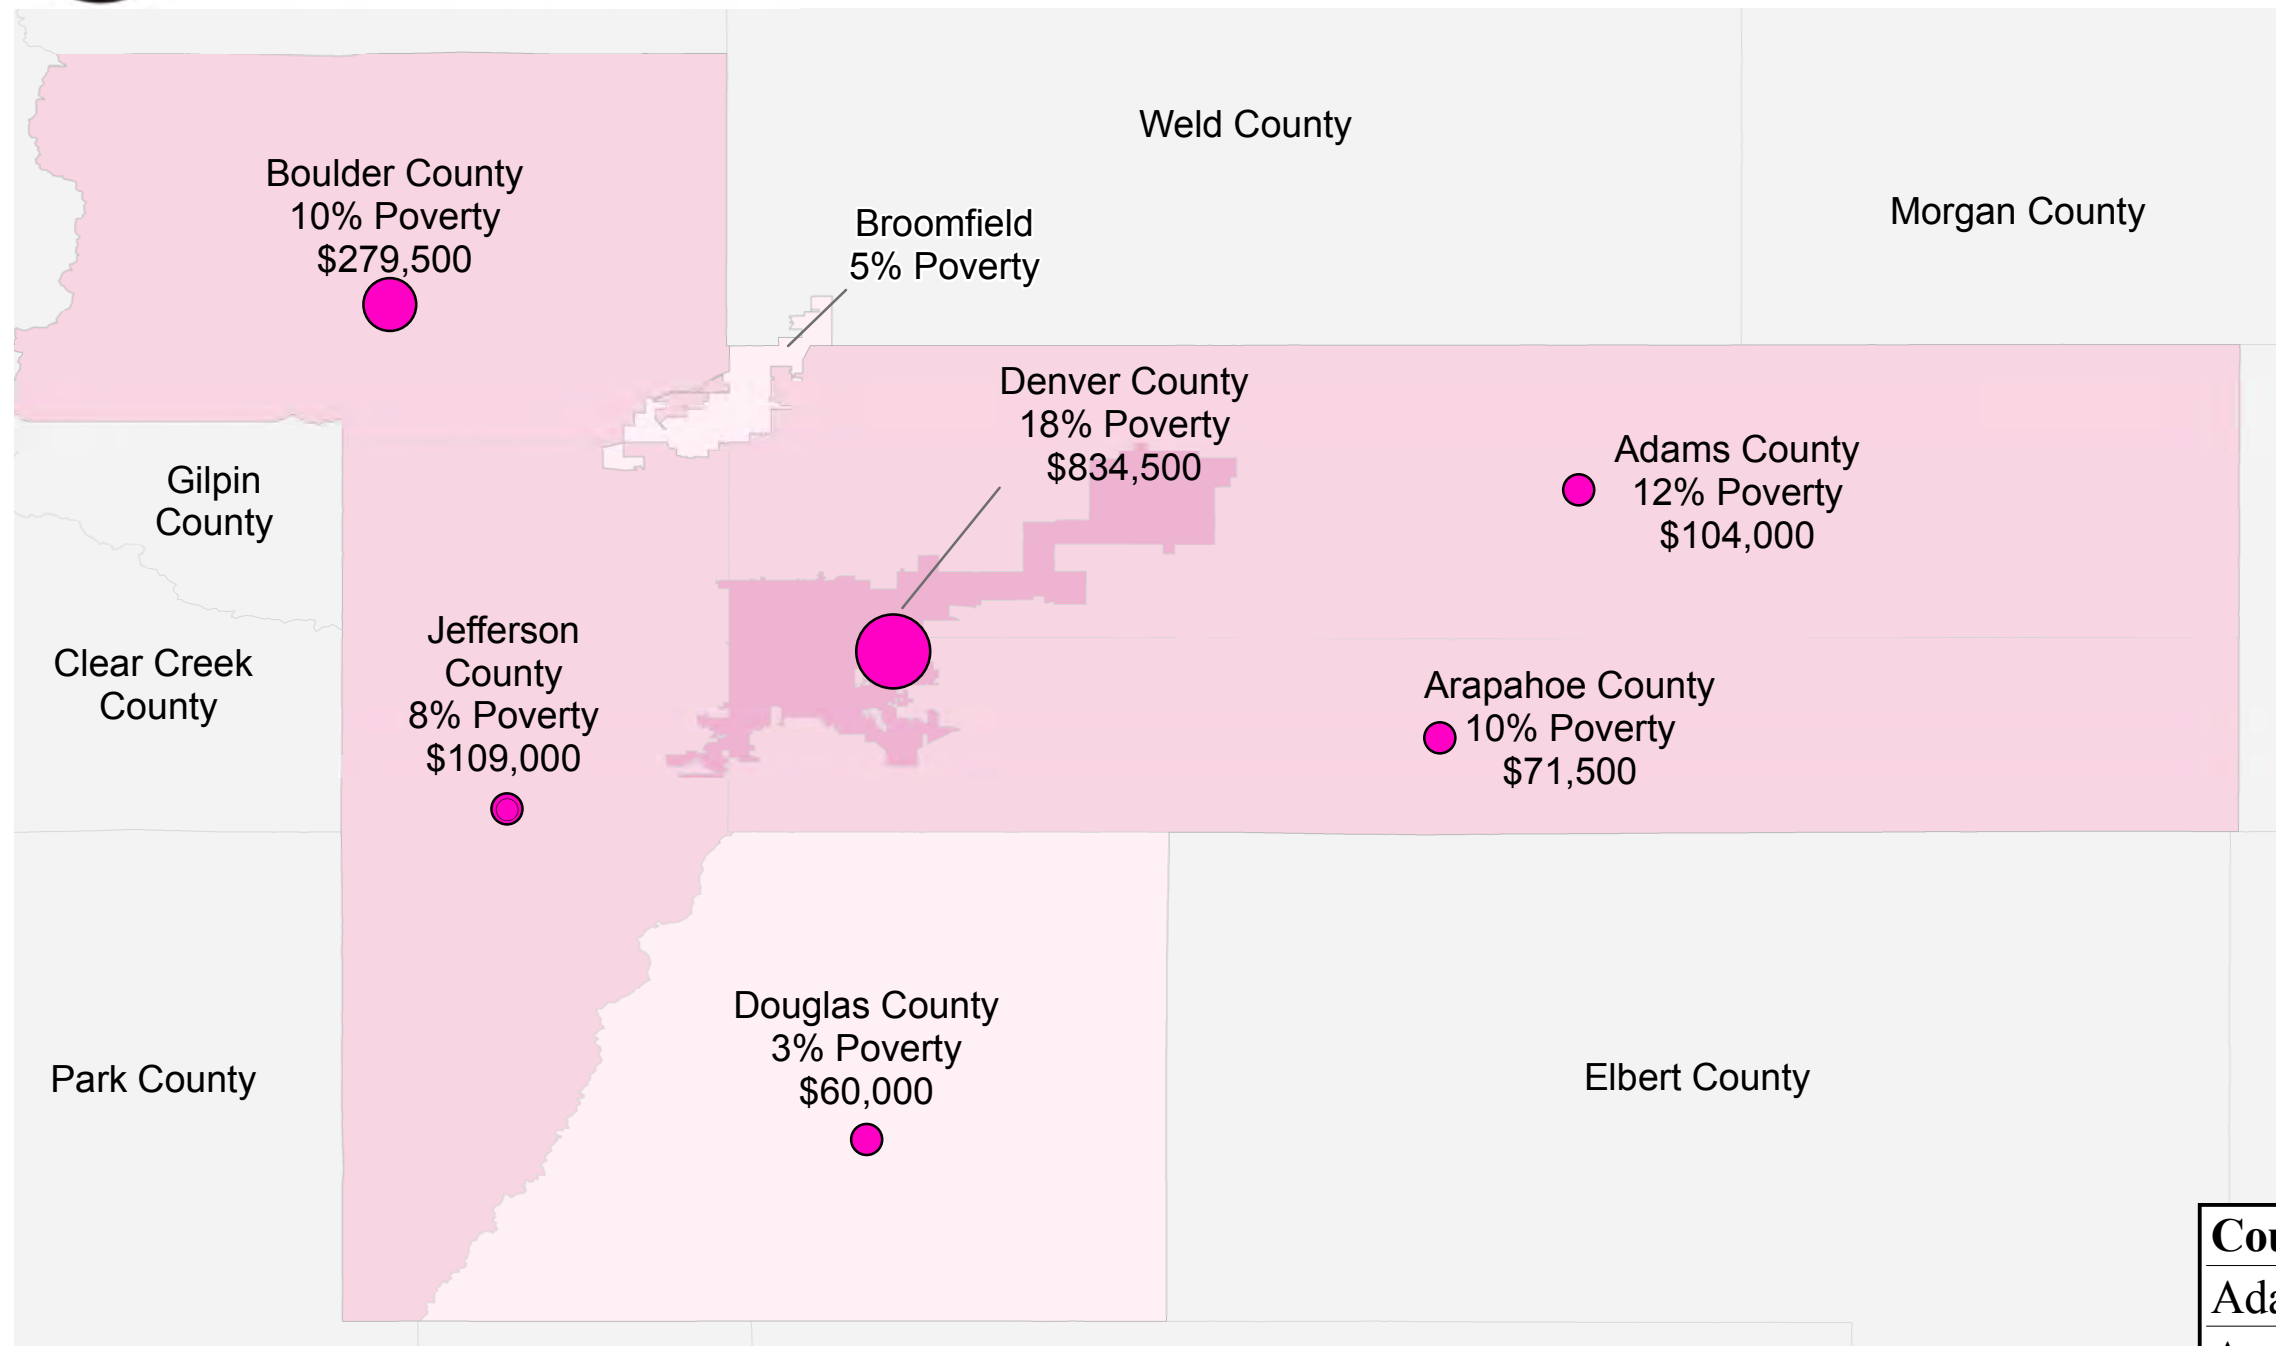 Weld County
Boulder County
10% Poverty
$279,500
Morgan County
Broomfield
5% Poverty
Denver County
18% Poverty
$834,500
Adams County
12% Poverty
$104,000
Gilpin
County
Jefferson
County
8% Poverty
$109,000
Clear Creek
County
Arapahoe County
10% Poverty
$71,500
Douglas County
3% Poverty
$60,000
Park County
Elbert County
Cou
Ada